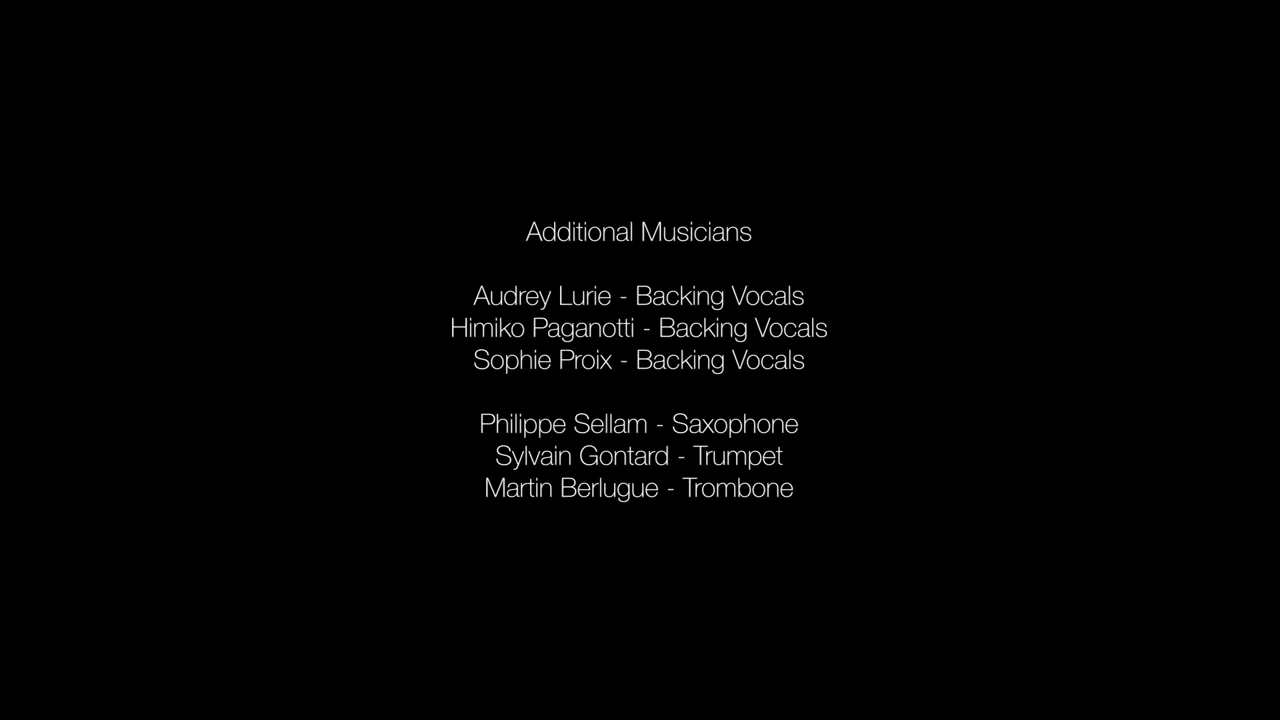 Additional Musicians
Audrey Lurie - Backing Vocals
Himiko Paganotti - Backing Vocals
Sophie Proix - Backing Vocals
Philippe Sellam - Saxophone
Sylvain Gontard - Trumpet
Martin Berlugue - Trombone